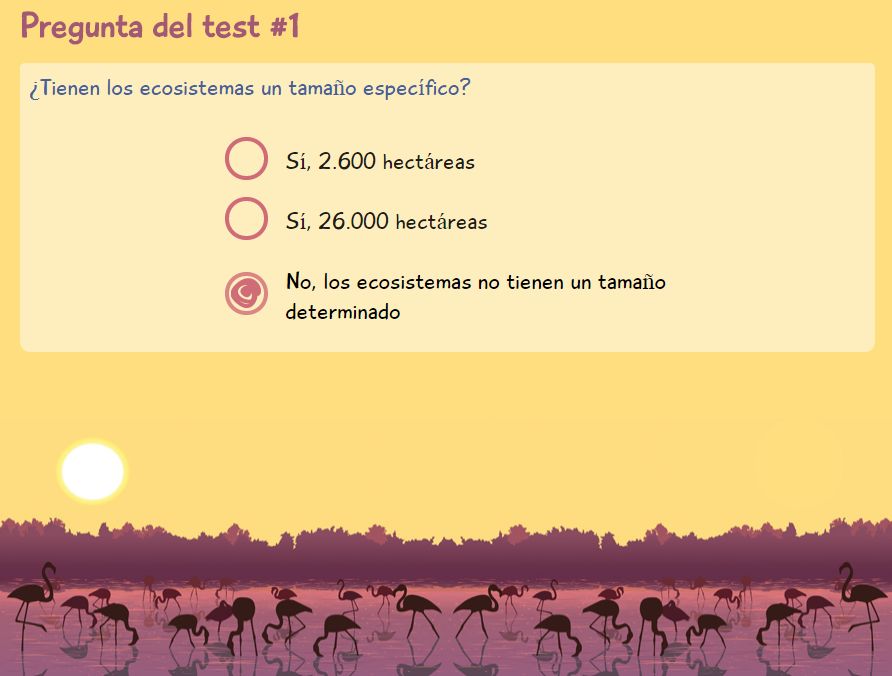 Pregunta del test #1
¿Tienen los ecosistemas un tamaño específico?
Sí, 2.600 hectáreas
Sí, 26.000 hectáreas
No, los ecosistemas no tienen un tamaño
determinado